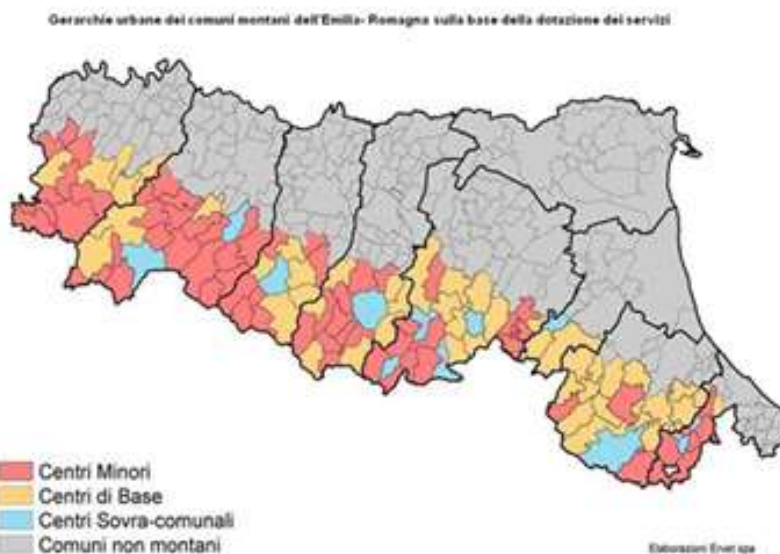 Gerarchie urbane dei comuni montani dell'Emilia- Romagna sulla base della dotazione dei servizi
Centri Minori
Centri di Base
Centri Sovra-comunali
Comuni non montani
Elaborazioni Ervet spa